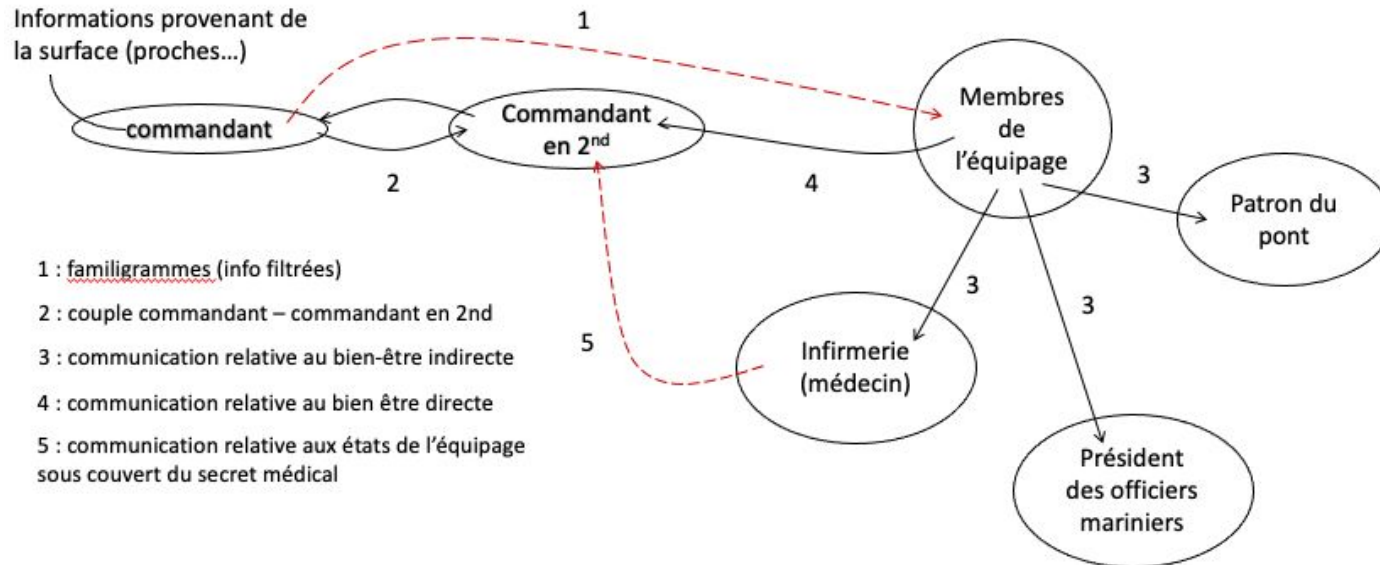 Informations provenant de
la surface (proches...)
1
commandant
Commandant
en 2nd
Membres
de
l'équipage
2
4
3
Patron du
pont
1 : familigrammes (info filtrées)
2 : couple commandant – commandant en 2nd
3 : communication relative au bien-être indirecte
4 : communication relative au bien être directe
5 : communication relative aux états de l'équipage
sous couvert du secret médical
3
3
5
Infirmerie
(médecin)
Président
des officiers
mariniers